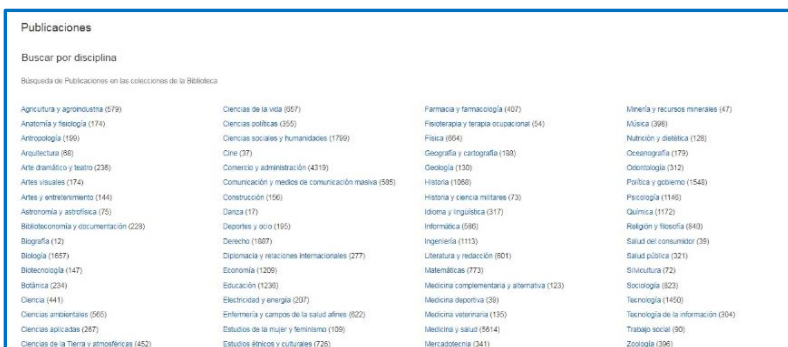 Publicaciones
Buscar por disciplina
Búsqueda de Publicaciones en las colecciones de la Biblioteca
Agricultura y agroindustria (579)
Anatomía y fisiología (174)
Antropología (199)
Arquitectura (68)
Arte dramático y teatro (236)
Artes visuales (174)
Artes y entretenimiento (144)
Astronomía y astrofísica (75)
Biblioteconomía y documentación (228)
Biografía (12)
Biología (1657)
Biotecnología (147)
Botánica (234)
Ciencia (441)
Ciencias ambientales (565)
Ciencias aplicadas (267)
Ciencias de la Tierra y atmosféricas (452)
Ciencias de la vida (657)
Ciencias políticas (355)
Ciencias sociales y humanidades (1799)
Cine (37)
Comercio y administración (4319)
Comunicación y medios de comunicación masiva (585)
Construcción (156)
Danza (17)
Deportes y ocio (195)
Derecho (1687)
Diplomacia y relaciones internacionales (277)
Economía (1209)
Educación (1236)
Electricidad y energía (207)
Enfermería y campos de la salud afines (622)
Estudios de la mujer y feminismo (109)
Estudios étnicos y culturales (726)
Farmacia y farmacología (407)
Fisioterapia y terapia ocupacional (54)
Física (664)
Geografía y cartografía (188)
Geología (130)
Historia (1068)
Historia y ciencia militares (73)
Idioma y lingüística (317)
Informática (586)
Ingeniería (1113)
Literatura y redacción (601)
Matemáticas (773)
Medicina complementaria y alternativa (123)
Medicina deportiva (39)
Medicina veterinaria (135)
Medicina y salud (5614)
Mercadotecnia (341)
Minería y recursos minerales (47)
Música (398)
Nutrición y dietética (128)
Oceanografía (179)
Odontología (312)
Política y gobierno (1548)
Psicología (1146)
Química (1172)
Religión y filosofía (840)
Salud del consumidor (39)
Salud pública (321)
Silvicultura (72)
Sociología (823)
Tecnología (1450)
Tecnología de la información (304)
Trabajo social (90)
Zoología (396)